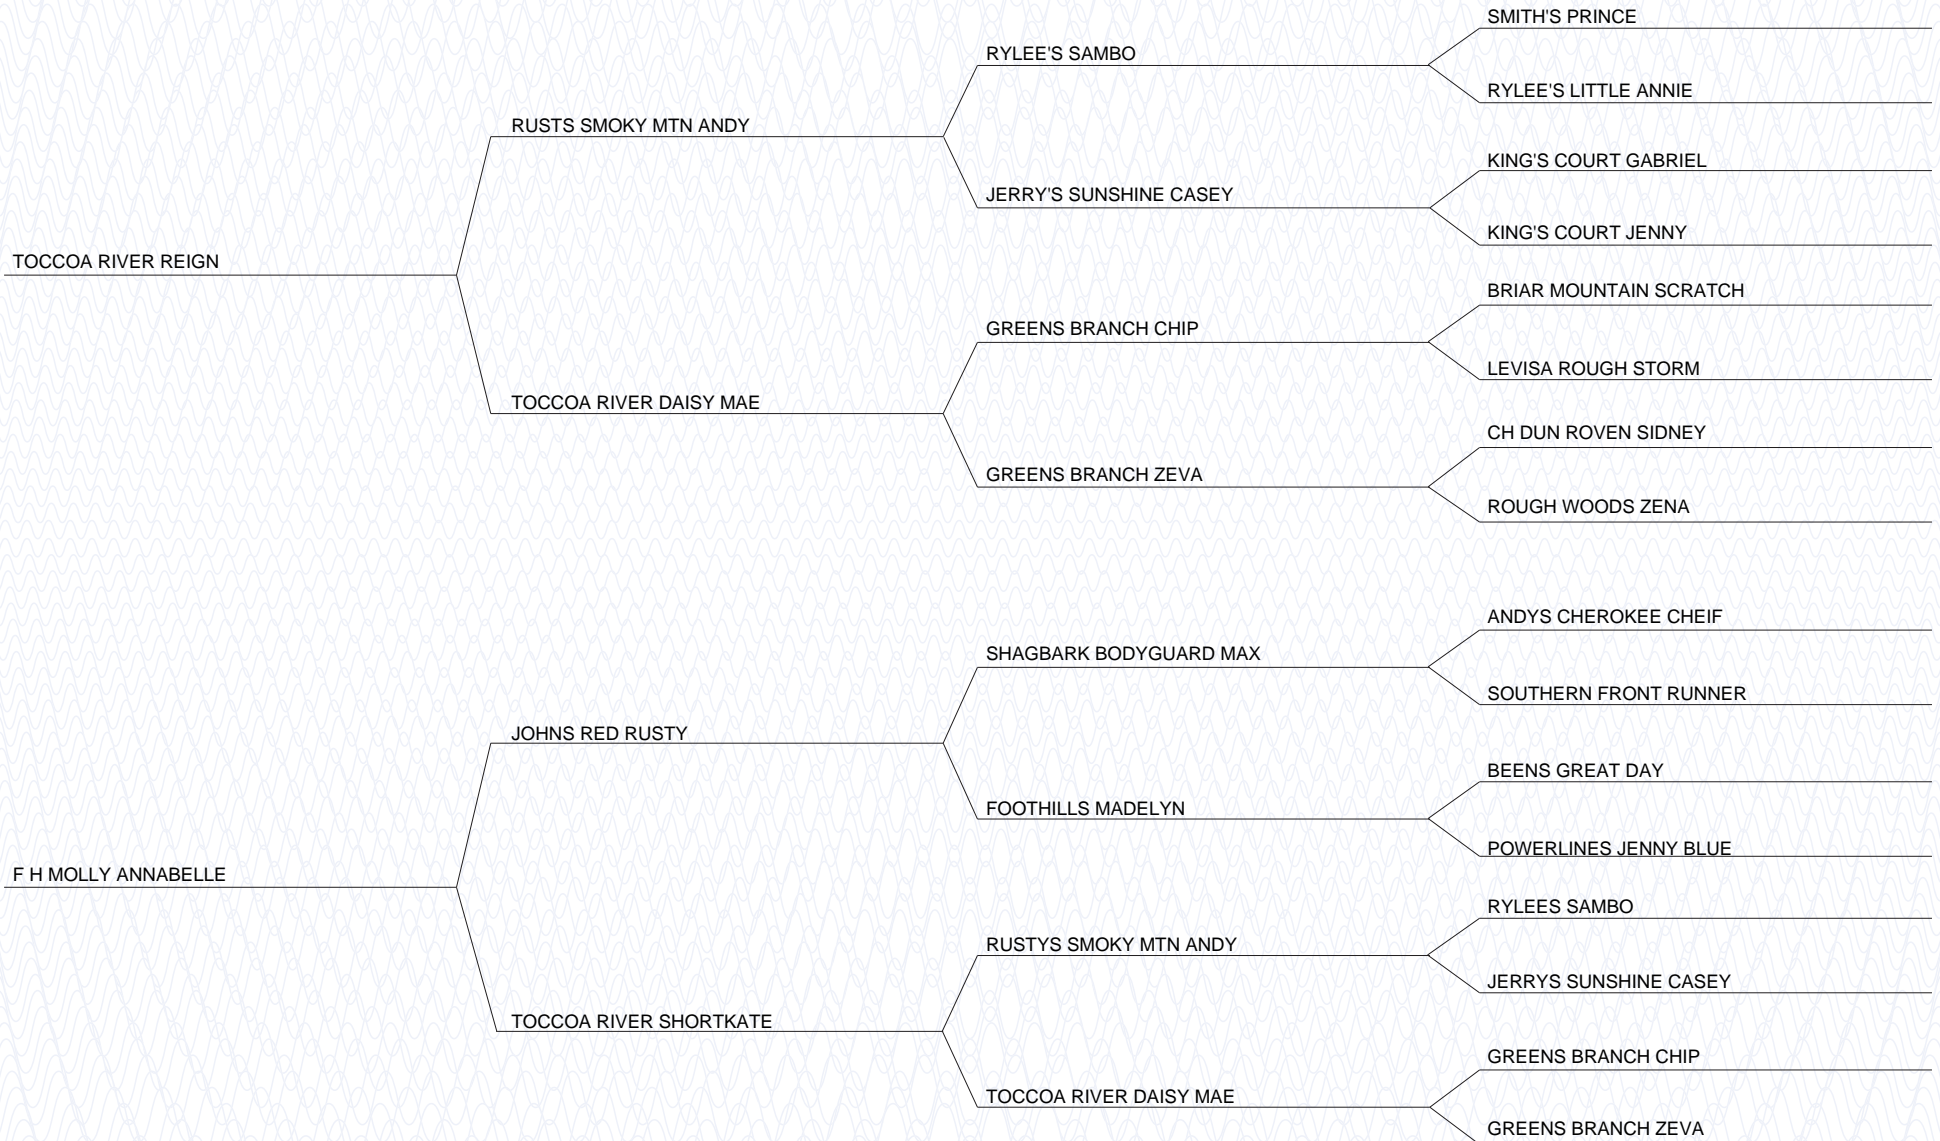 SMITH'S PRINCE
RYLEE'S SAMBO
RYLEE'S LITTLE ANNIE
RUSTS SMOKY MTN ANDY
KING'S COURT GABRIEL
JERRY'S SUNSHINE CASEY
KING'S COURT JENNY
TOCCOA RIVER REIGN
BRIAR MOUNTAIN SCRATCH
GREENS BRANCH CHIP
LEVISA ROUGH STORM
TOCCOA RIVER DAISY MAE
CH DUN ROVEN SIDNEY
GREENS BRANCH ZEVA
ROUGH WOODS ZENA
ANDYS CHEROKEE CHEIF
SHAGBARK BODYGUARD MAX
SOUTHERN FRONT RUNNER
JOHNS RED RUSTY
BEENS GREAT DAY
FOOTHILLS MADELYN
POWERLINES JENNY BLUE
F H MOLLY ANNABELLE
RYLEES SAMBO
RUSTYS SMOKY MTN ANDY
JERRYS SUNSHINE CASEY
TOCCOA RIVER SHORTKATE
GREENS BRANCH CHIP
TOCCOA RIVER DAISY MAE
GREENS BRANCH ZEVA